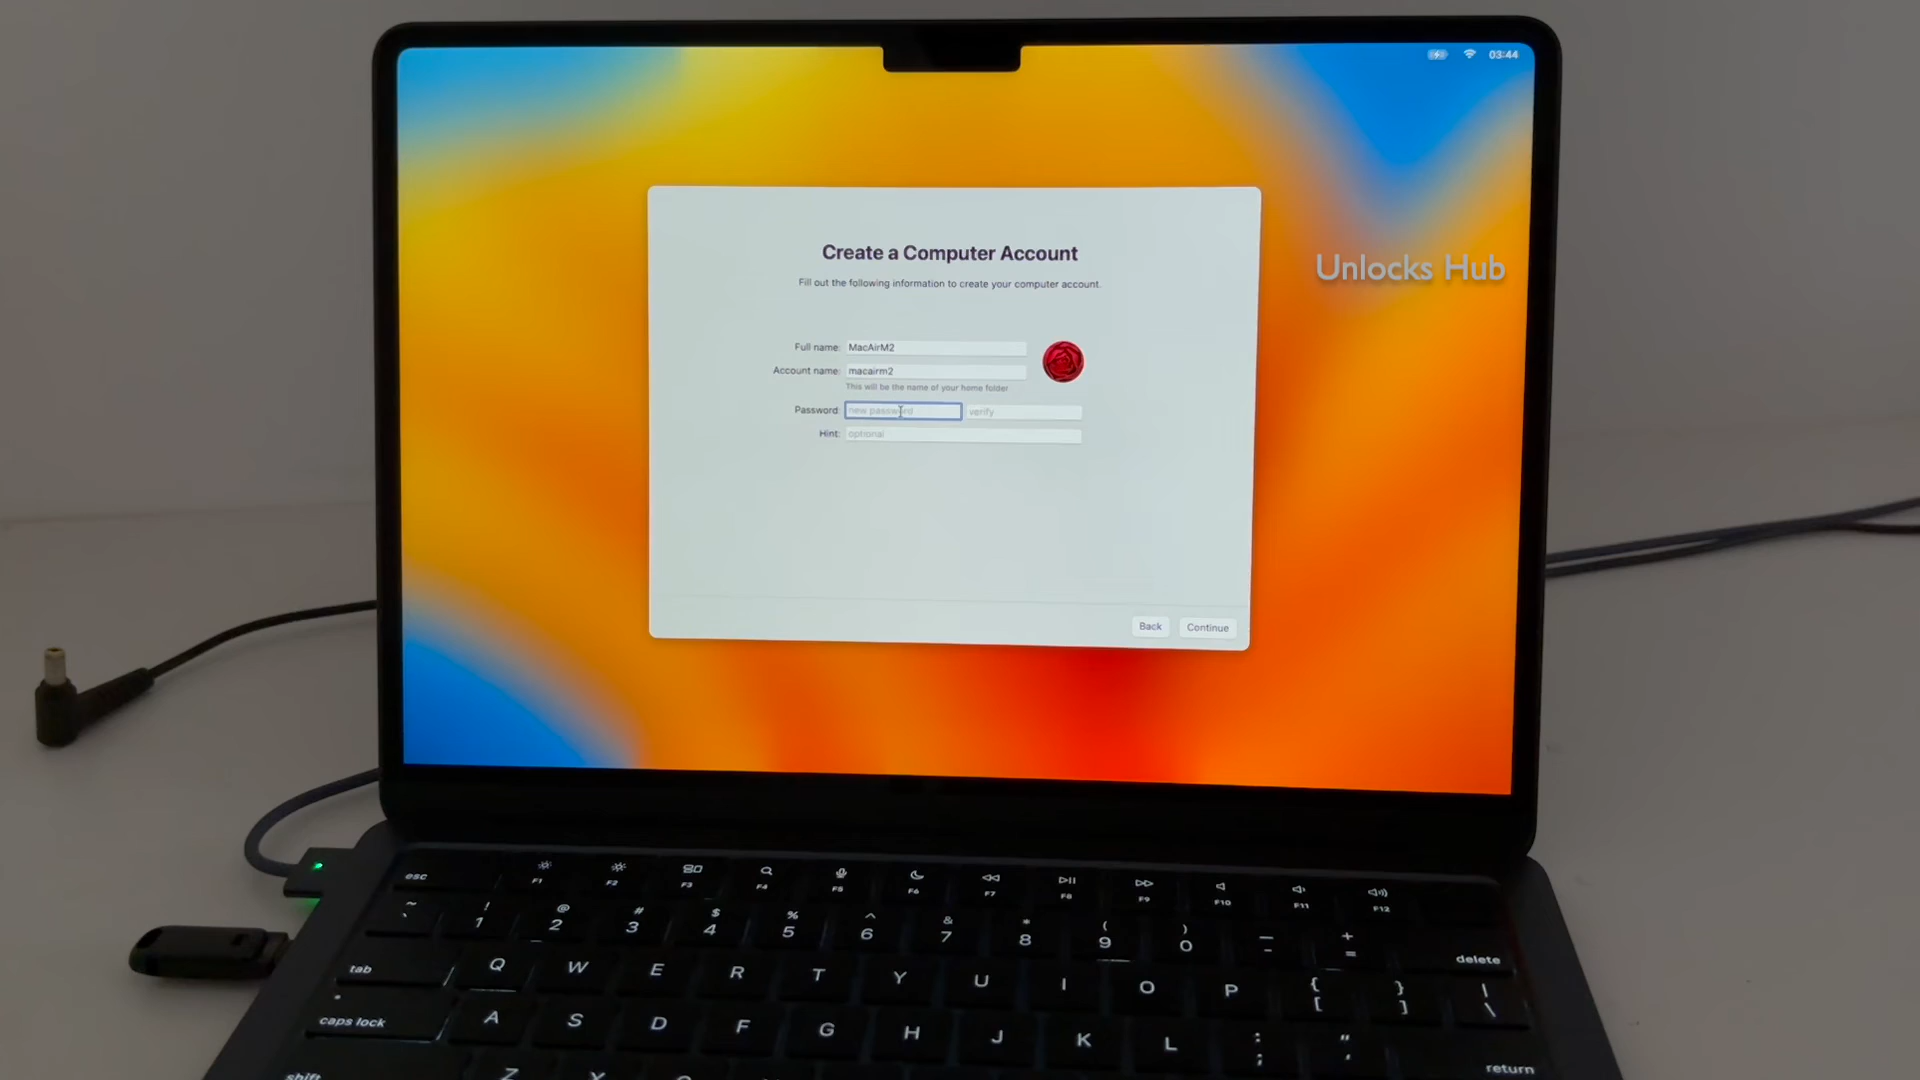 03:44
Create a Computer Account
Fill out the following information to create your computer account.
Unlocks Hub
Full name: MacAirM2
Account name: macairm2
This will be the name of your home folder
Password: new password verify
Hint: optional
Back Continue
esc F1 F2 F3 F4 F5 F6 F7 F8 F9 F10 F11 F12
~ ! @ # $ % ^ & * ( ) — +
` 1 2 3 4 5 6 7 8 9 0 - = delete
tab Q W E R T Y U I O P { [ } ] | \
caps lock A S D F G H J K L : ; " ' return
shift Z X